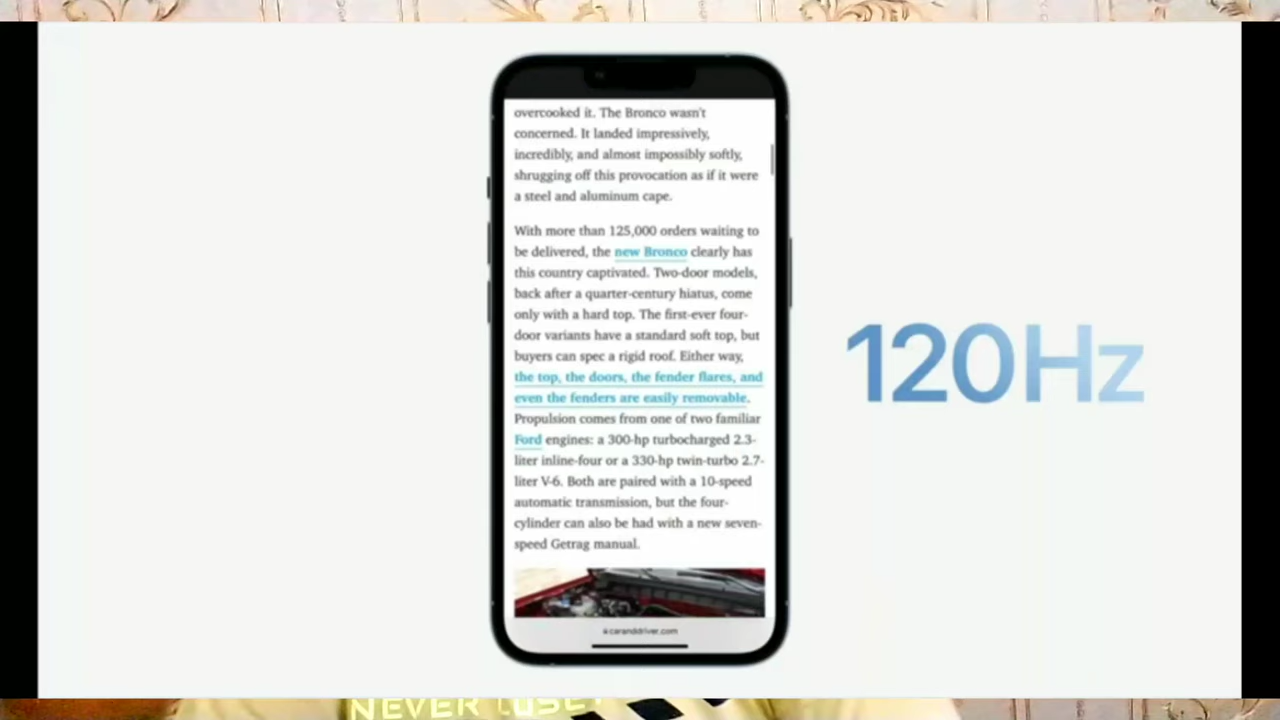 overcooked it. The Bronco wasn't
concerned. It landed impressively,
incredibly, and almost impossibly softly,
shrugging off this provocation as if it were
a steel and aluminum cape.
With more than 125,000 orders waiting to
be delivered, the new Bronco clearly has
this country captivated. Two-door models,
back after a quarter-century hiatus, come
only with a hard top. The first-ever four-
door variants have a standard soft top, but
buyers can spec a rigid roof. Either way,
the top, the doors, the fender flares, and
even the fenders are easily removable.
Propulsion comes from one of two familiar
Ford engines: a 300-hp turbocharged 2.3-
liter inline-four or a 330-hp twin-turbo 2.7-
liter V-6. Both are paired with a 10-speed
automatic transmission, but the four-
cylinder can also be had with a new seven-
speed Getrag manual.
caranddriver.com
120Hz
NEVER LOSE